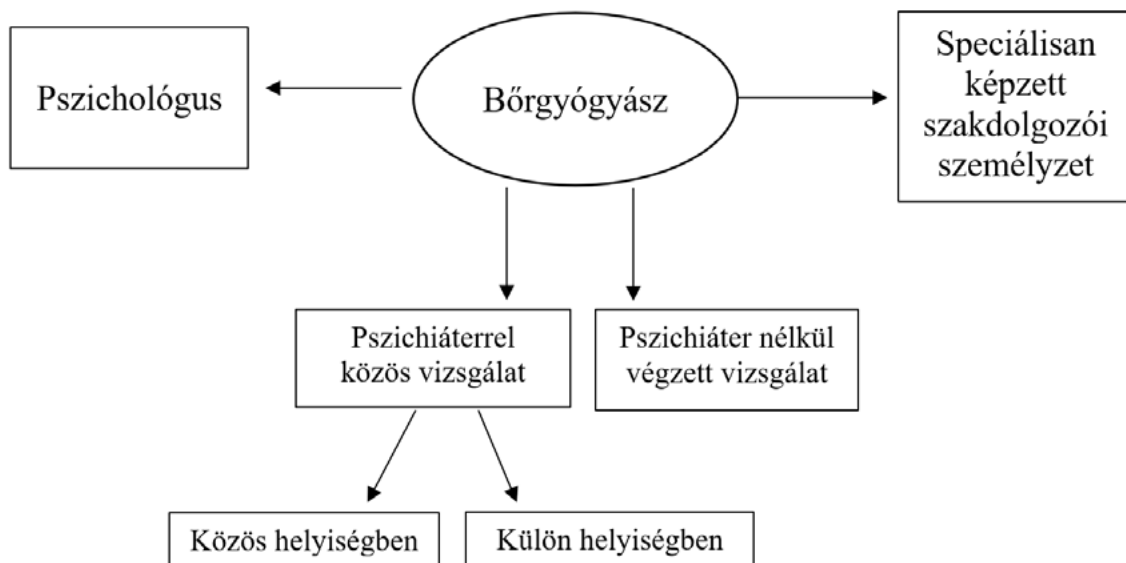 Pszichológus
Bőrgyógyász
Speciálisan
képzett
szakdolgozói
személyzet
Pszichiáterrel
közös vizsgálat
Pszichiáter nélkül
végzett vizsgálat
Közös helyiségben
Külön helyiségben